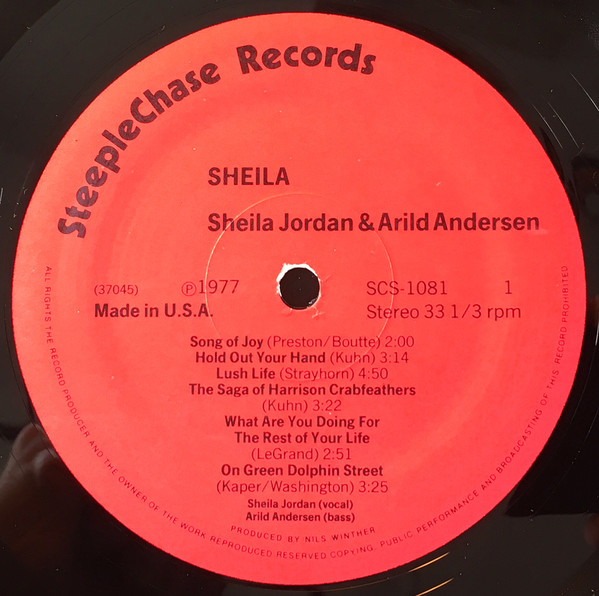 SteepleChase Records
SHEILA
Sheila Jordan & Arild Andersen
(37045) Ⓟ1977 SCS-1081 1
Made in U.S.A. Stereo 33 1/3 rpm
Song of Joy (Preston/Boutte) 2:00
Hold Out Your Hand (Kuhn) 3:14
Lush Life (Strayhorn) 4:50
The Saga of Harrison Crabfeathers
(Kuhn) 3:22
What Are You Doing For
The Rest of Your Life
(LeGrand) 2:51
On Green Dolphin Street
(Kaper/Washington) 3:25
Sheila Jordan (vocal)
Arild Andersen (bass)
PRODUCED BY NILS WINTHER
ALL RIGHTS THE RECORD PRODUCER AND THE OWNER OF THE WORK REPRODUCED RESERVED COPYING, PUBLIC PERFORMANCE AND BROADCASTING OF THIS RECORD PROHIBITED